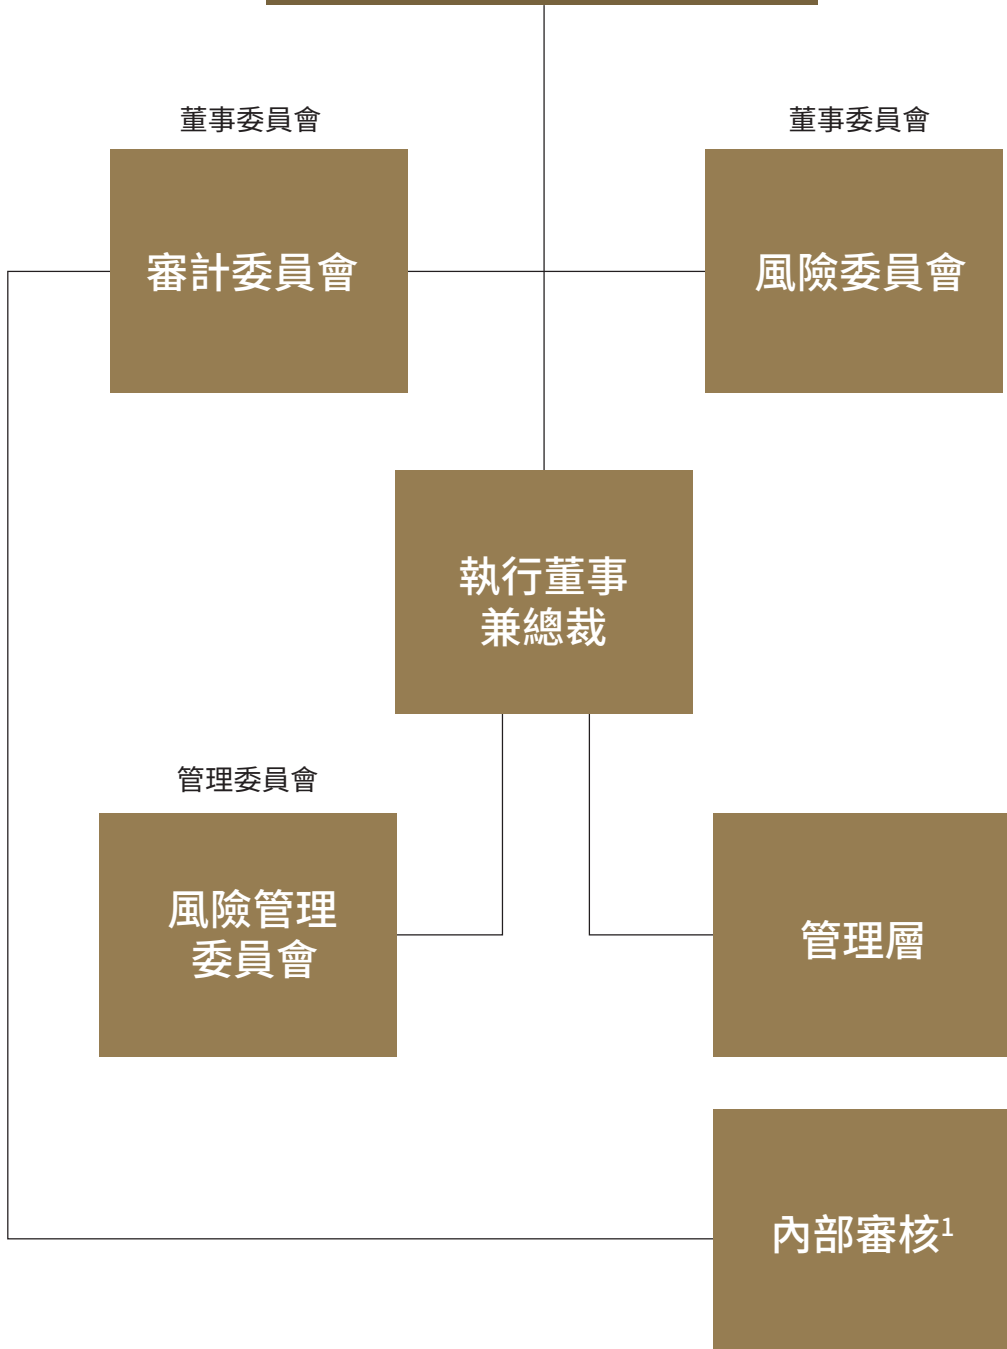 董事委員會
董事委員會
審計委員會
風險委員會
執行董事
兼總裁
管理委員會
風險管理
委員會
管理層
內部審核¹